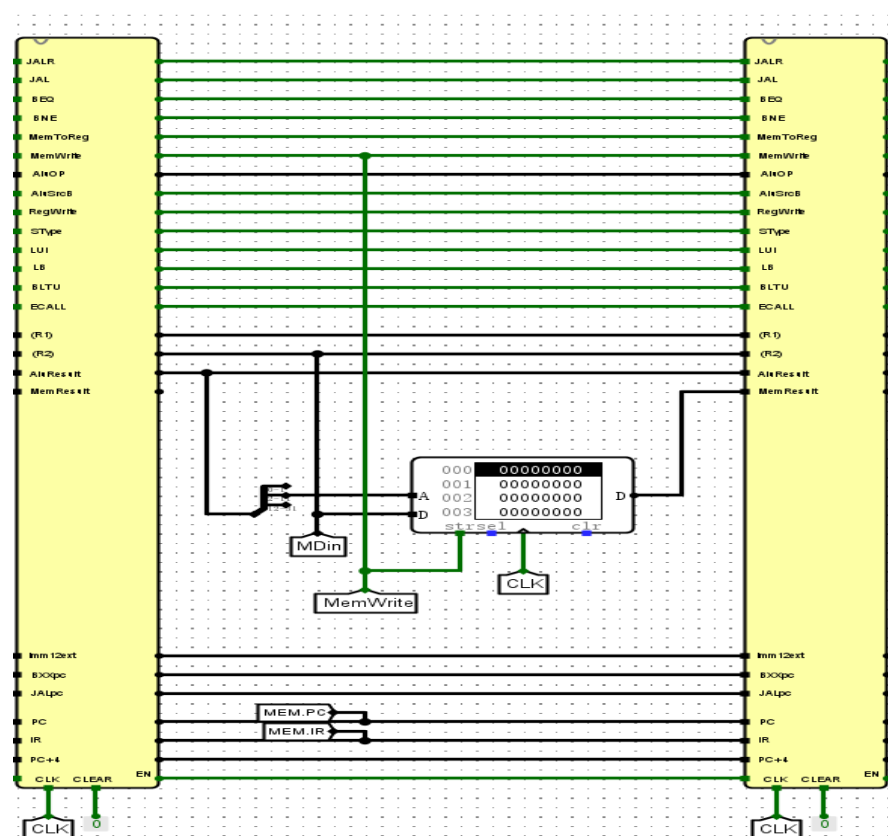 JALR JALR
JAL JAL
BEQ BEQ
BNE BNE
MemToReg MemToReg
MemWrite MemWrite
AluOP AluOP
AluSrcB AluSrcB
RegWrite RegWrite
SType SType
LUI LUI
LB LB
BLTU BLTU
ECALL ECALL
(R1) (R1)
(R2) (R2)
AluResult AluResult
MemResult MemResult
000 00000000
001 00000000
A 002 00000000 D
D 003 00000000
str sel clr
MDin
CLK
MemWrite
Imm12ext Imm12ext
BXXpc BXXpc
JALpc JALpc
MEM.PC
PC PC
MEM.IR
IR IR
PC+4 PC+4
CLK CLEAR EN CLK CLEAR EN
CLK 0 CLK 0